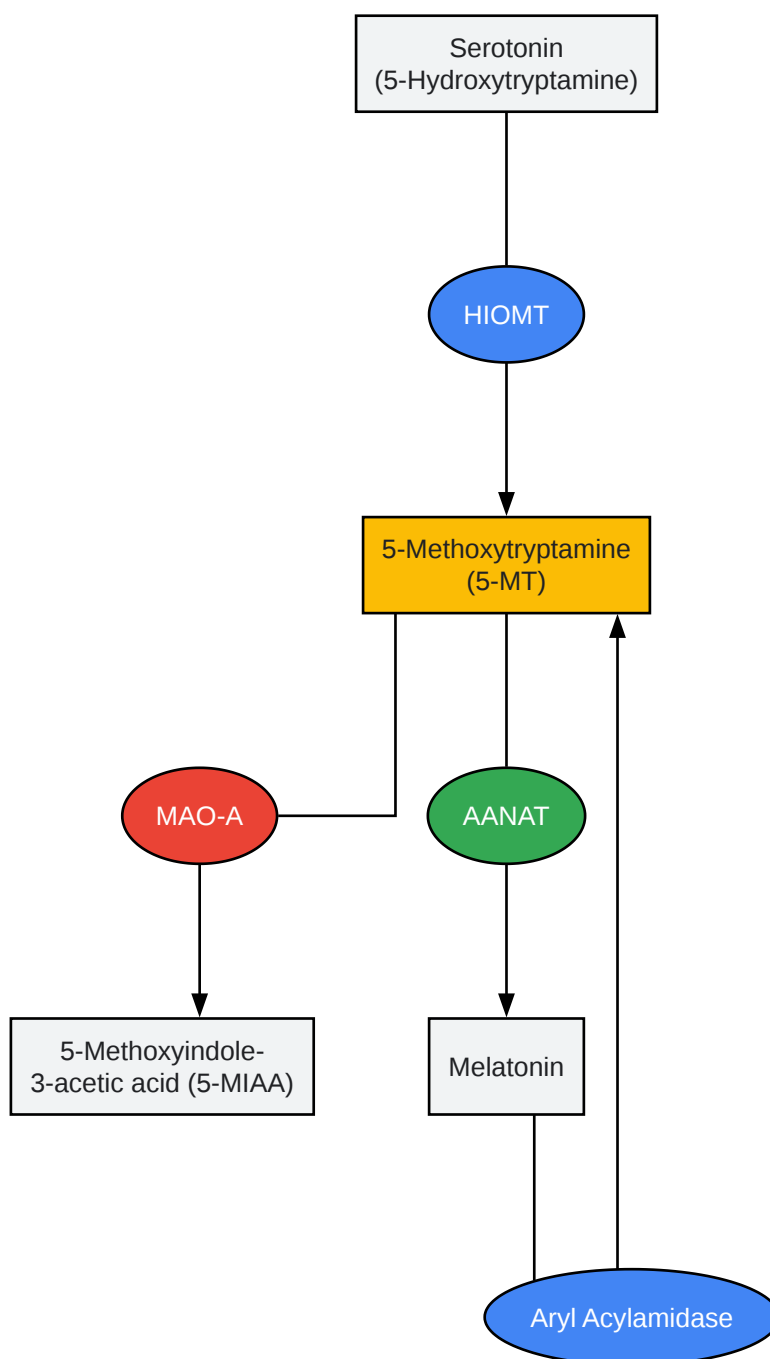 Serotonin
(5-Hydroxytryptamine)
HIOMT
5-Methoxytryptamine
(5-MT)
MAO-A
AANAT
5-Methoxyindole-
3-acetic acid (5-MIAA)
Melatonin
Aryl Acylamidase